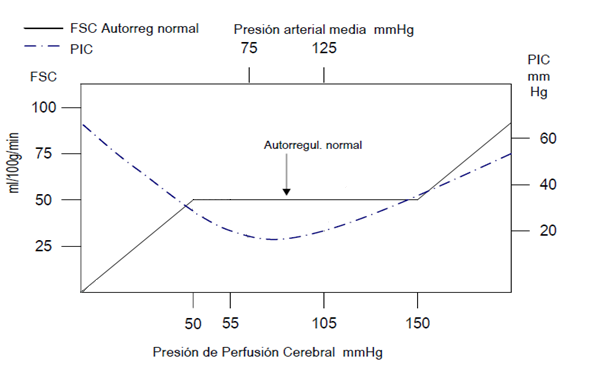 FSC Autorreg normal
PIC
Presión arterial media mmHg
75 125
FSC
PIC
mm
Hg
100
75
50
25
ml/100g/min
Autorregul. normal
60
40
20
50 55 105 150
Presión de Perfusión Cerebral mmHg